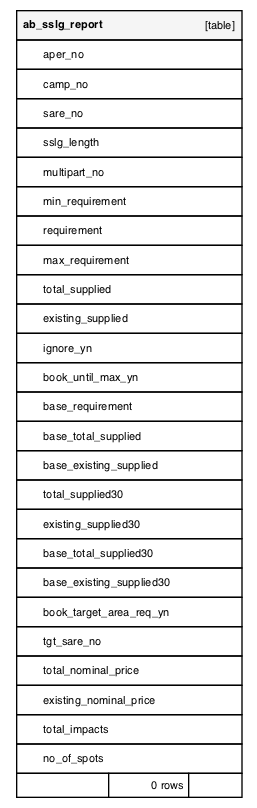 ab_sslg_report [table]
aper_no
camp_no
sare_no
sslg_length
multipart_no
min_requirement
requirement
max_requirement
total_supplied
existing_supplied
ignore_yn
book_until_max_yn
base_requirement
base_total_supplied
base_existing_supplied
total_supplied30
existing_supplied30
base_total_supplied30
base_existing_supplied30
book_target_area_req_yn
tgt_sare_no
total_nominal_price
existing_nominal_price
total_impacts
no_of_spots
0 rows